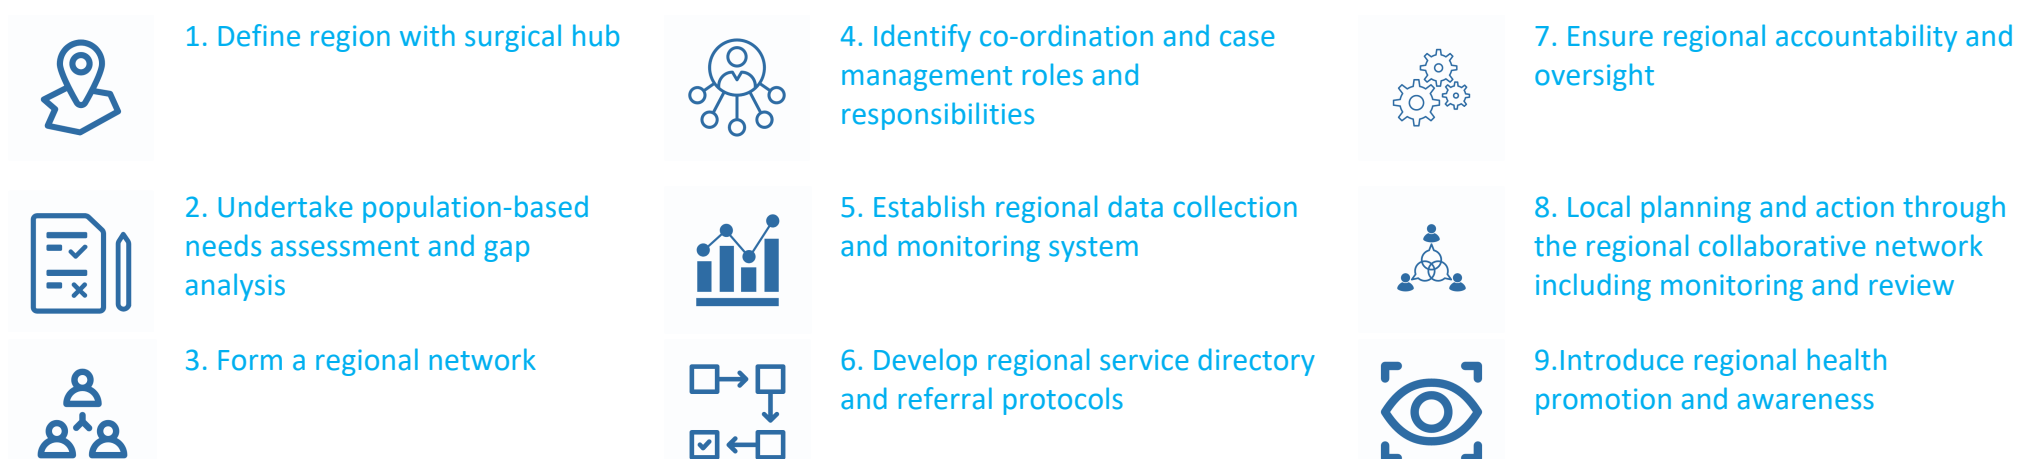 1. Define region with surgical hub
2. Undertake population-based
needs assessment and gap
analysis
3. Form a regional network
4. Identify co-ordination and case
management roles and
responsibilities
5. Establish regional data collection
and monitoring system
6. Develop regional service directory
and referral protocols
7. Ensure regional accountability and
oversight
8. Local planning and action through
the regional collaborative network
including monitoring and review
9.Introduce regional health
promotion and awareness